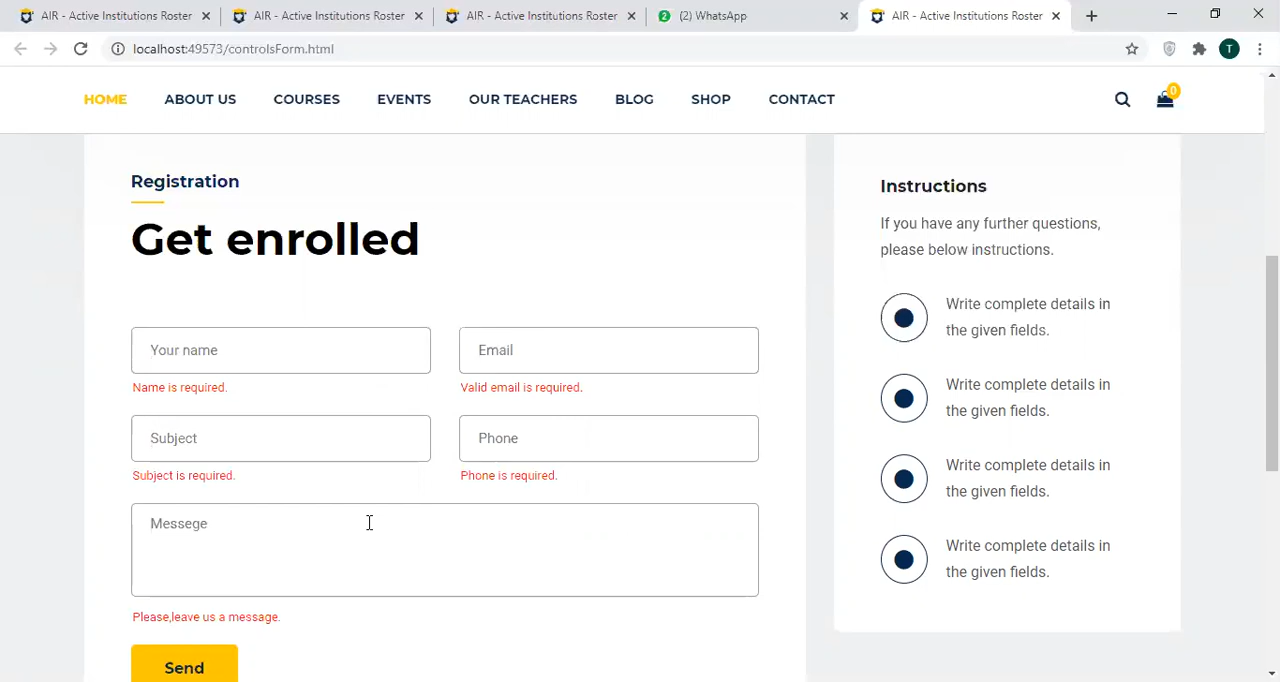 AIR - Active Institutions Roster
AIR - Active Institutions Roster
AIR - Active Institutions Roster
2 (2) WhatsApp
AIR - Active Institutions Roster
localhost:49573/controlsForm.html
T
HOME ABOUT US COURSES EVENTS OUR TEACHERS BLOG SHOP CONTACT
0
Registration
Get enrolled
Your name
Email
Name is required.
Valid email is required.
Subject
Phone
Subject is required.
Phone is required.
Messege
Please,leave us a message.
Send
Instructions
If you have any further questions,
please below instructions.
Write complete details in
the given fields.
Write complete details in
the given fields.
Write complete details in
the given fields.
Write complete details in
the given fields.